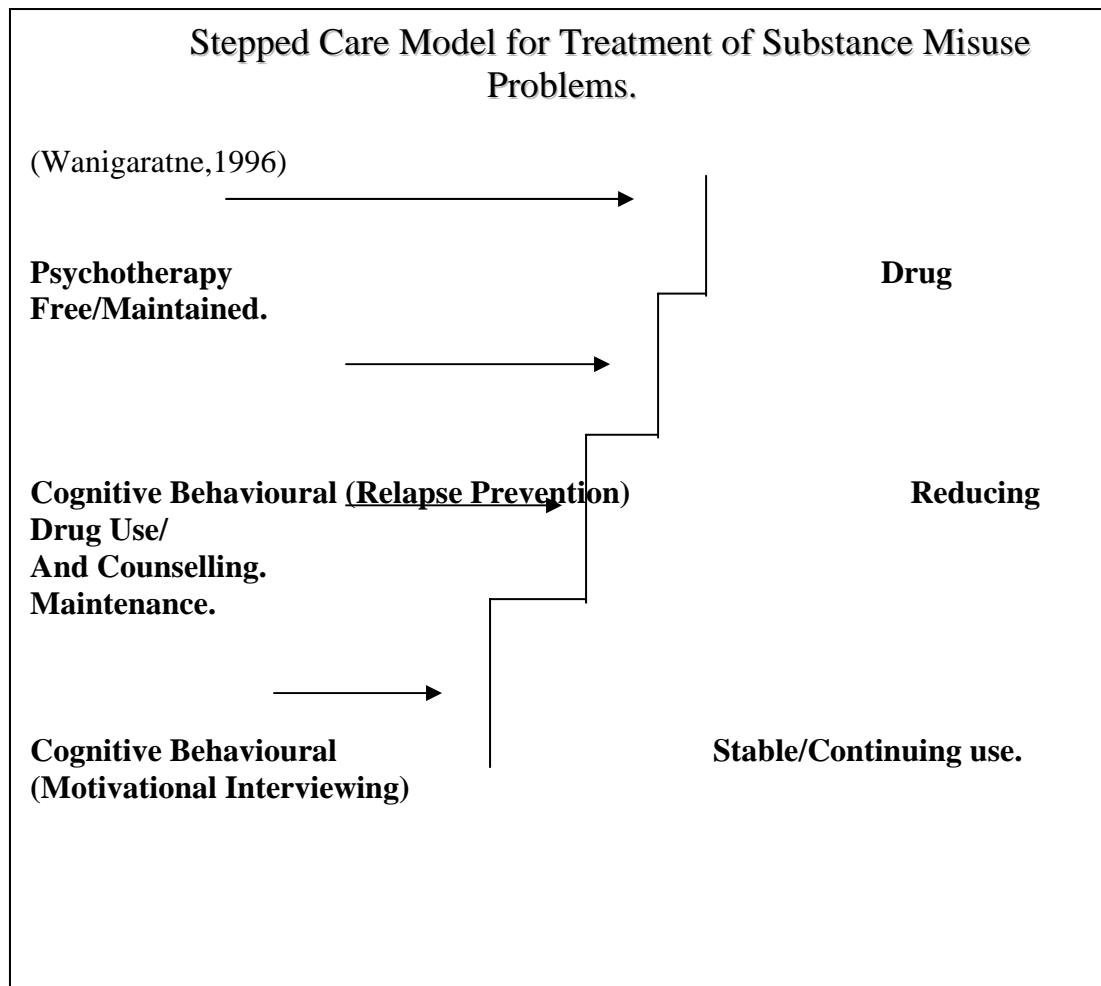 Stepped Care Model for Treatment of Substance Misuse
Problems.
(Wanigaratne,1996)
Psychotherapy Drug
Free/Maintained.
Cognitive Behavioural (Relapse Prevention) Reducing
Drug Use/
And Counselling.
Maintenance.
Cognitive Behavioural Stable/Continuing use.
(Motivational Interviewing)